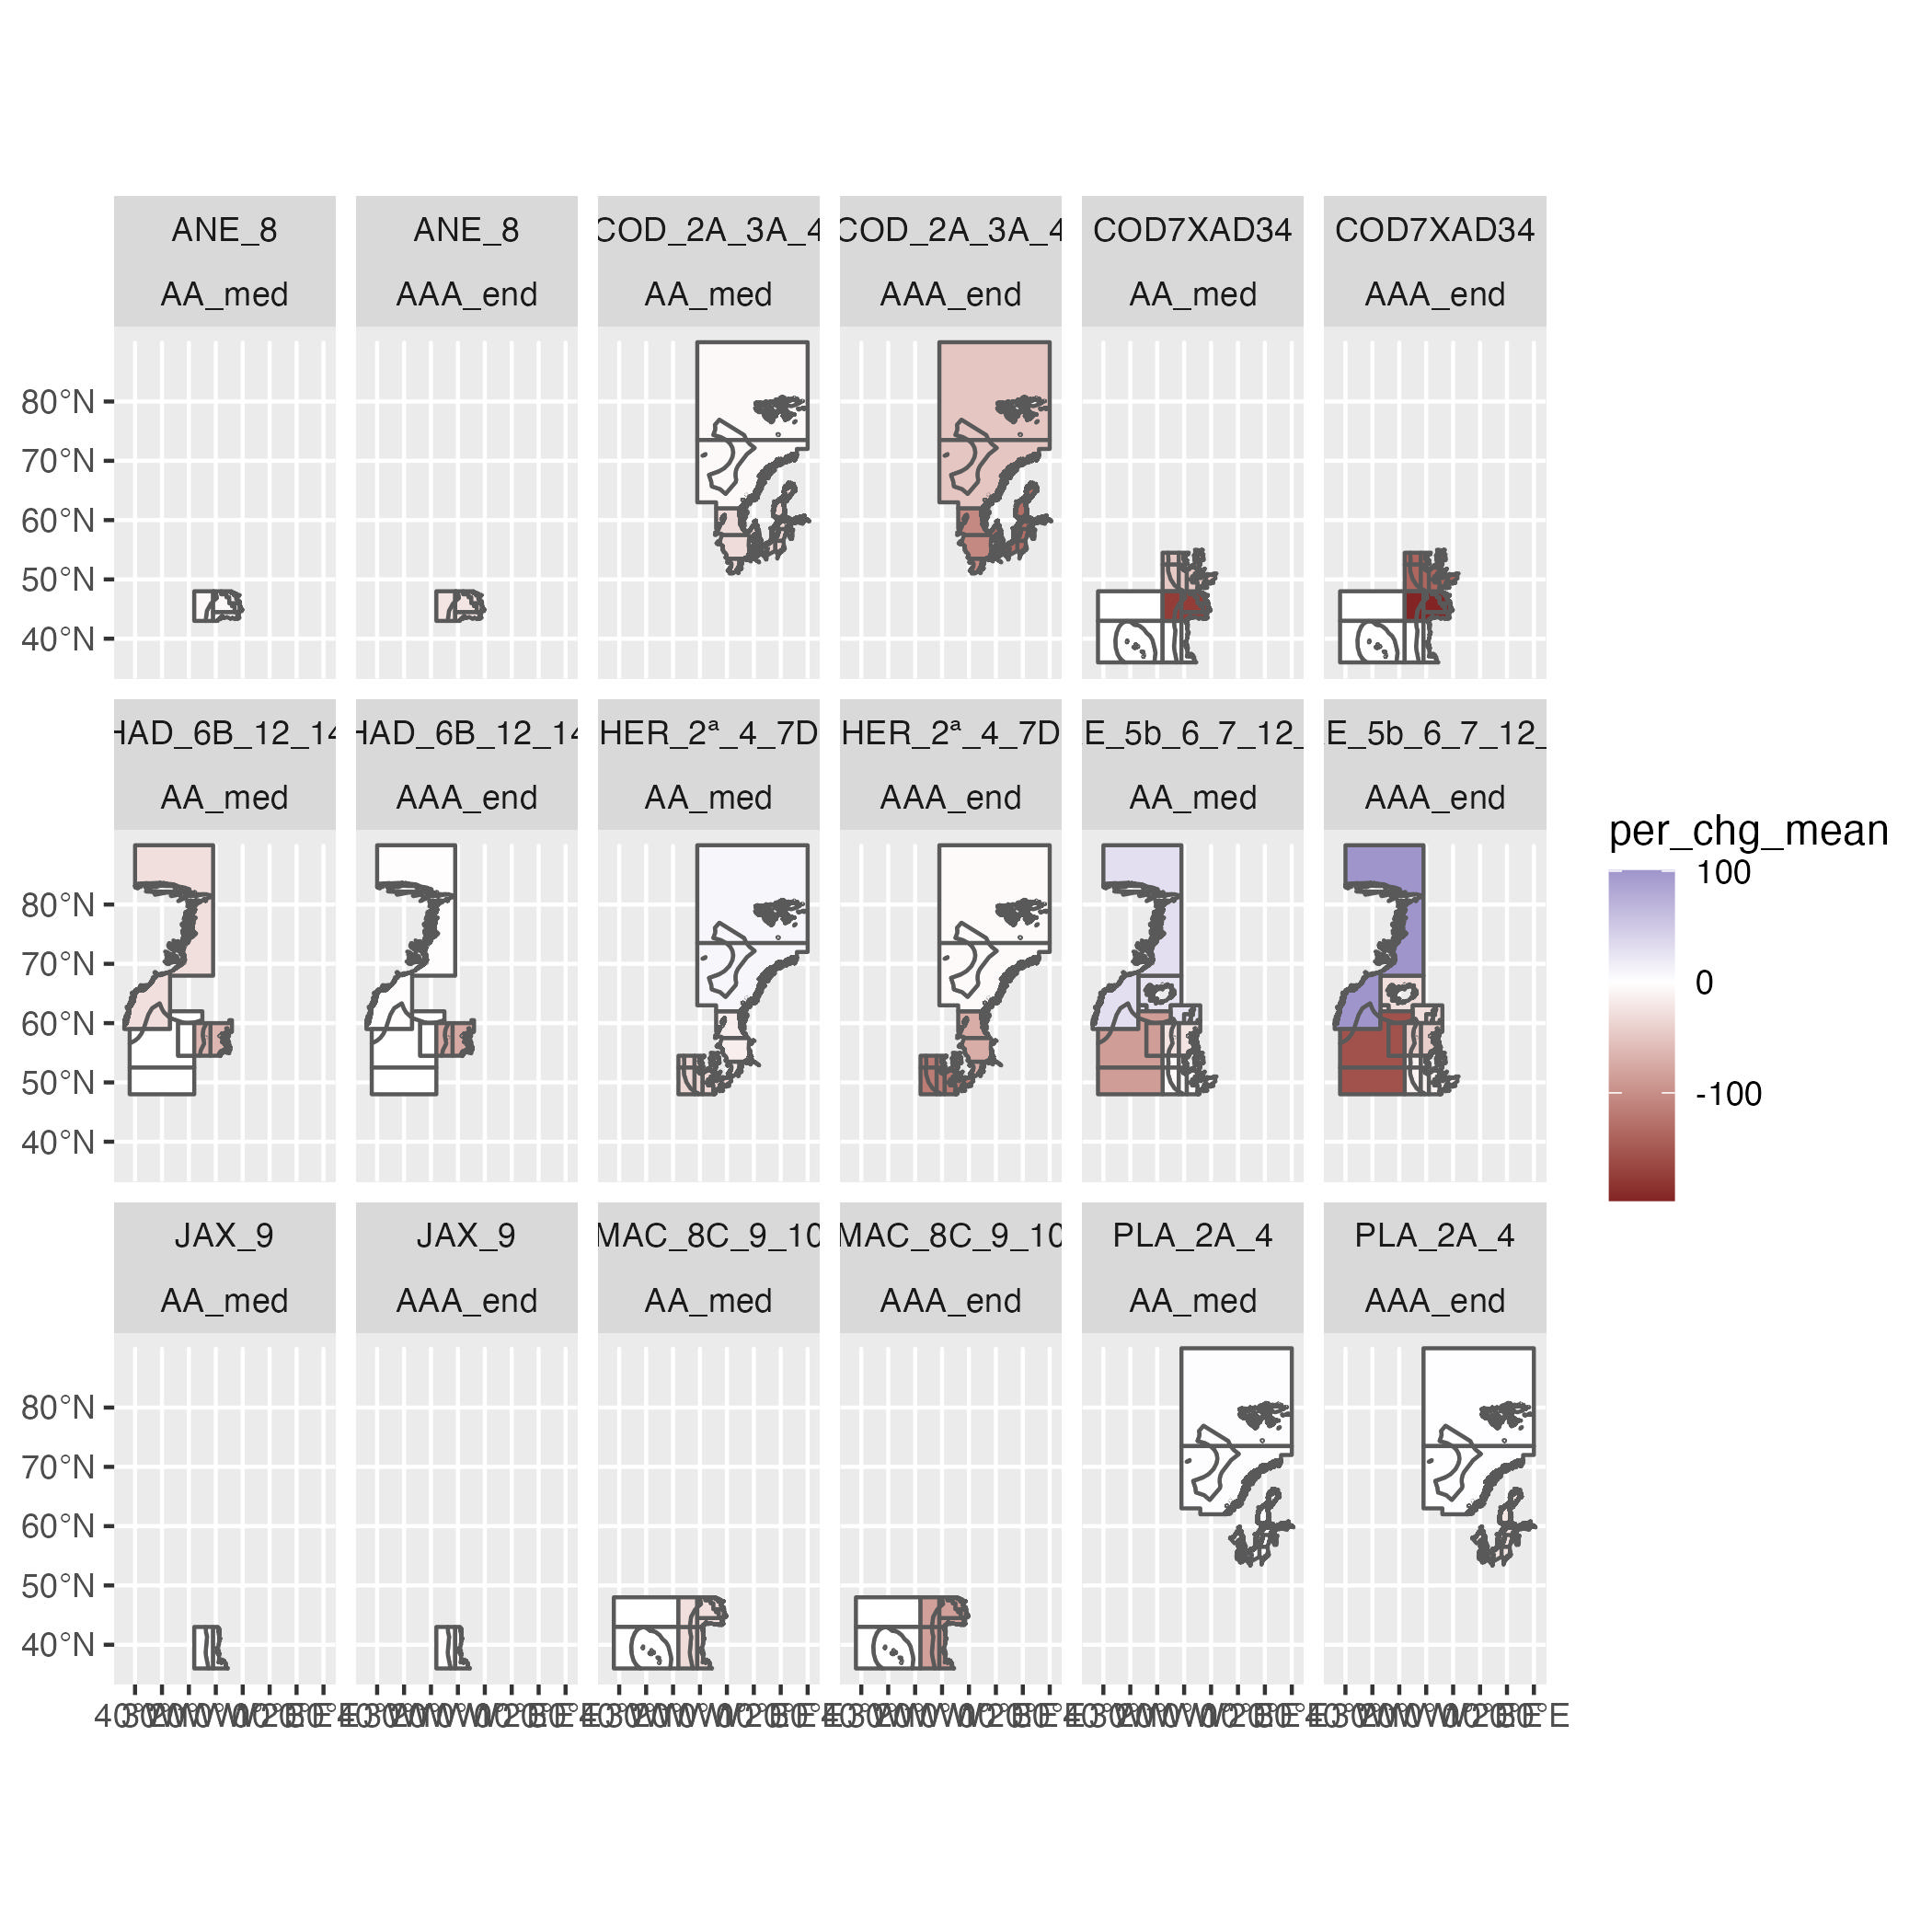 ANE_8 ANE_8 COD_2A_3A_4 COD_2A_3A_4 COD7XAD34 COD7XAD34
AA_med AAA_end AA_med AAA_end AA_med AAA_end
80°N
70°N
60°N
50°N
40°N
HAD_6B_12_14 HAD_6B_12_14 HER_2ª_4_7D HER_2ª_4_7D E_5b_6_7_12_ E_5b_6_7_12_
AA_med AAA_end AA_med AAA_end AA_med AAA_end
80°N
70°N
60°N
50°N
40°N
per_chg_mean
100
0
-100
JAX_9 JAX_9 MAC_8C_9_10 MAC_8C_9_10 PLA_2A_4 PLA_2A_4
AA_med AAA_end AA_med AAA_end AA_med AAA_end
80°N
70°N
60°N
50°N
40°N